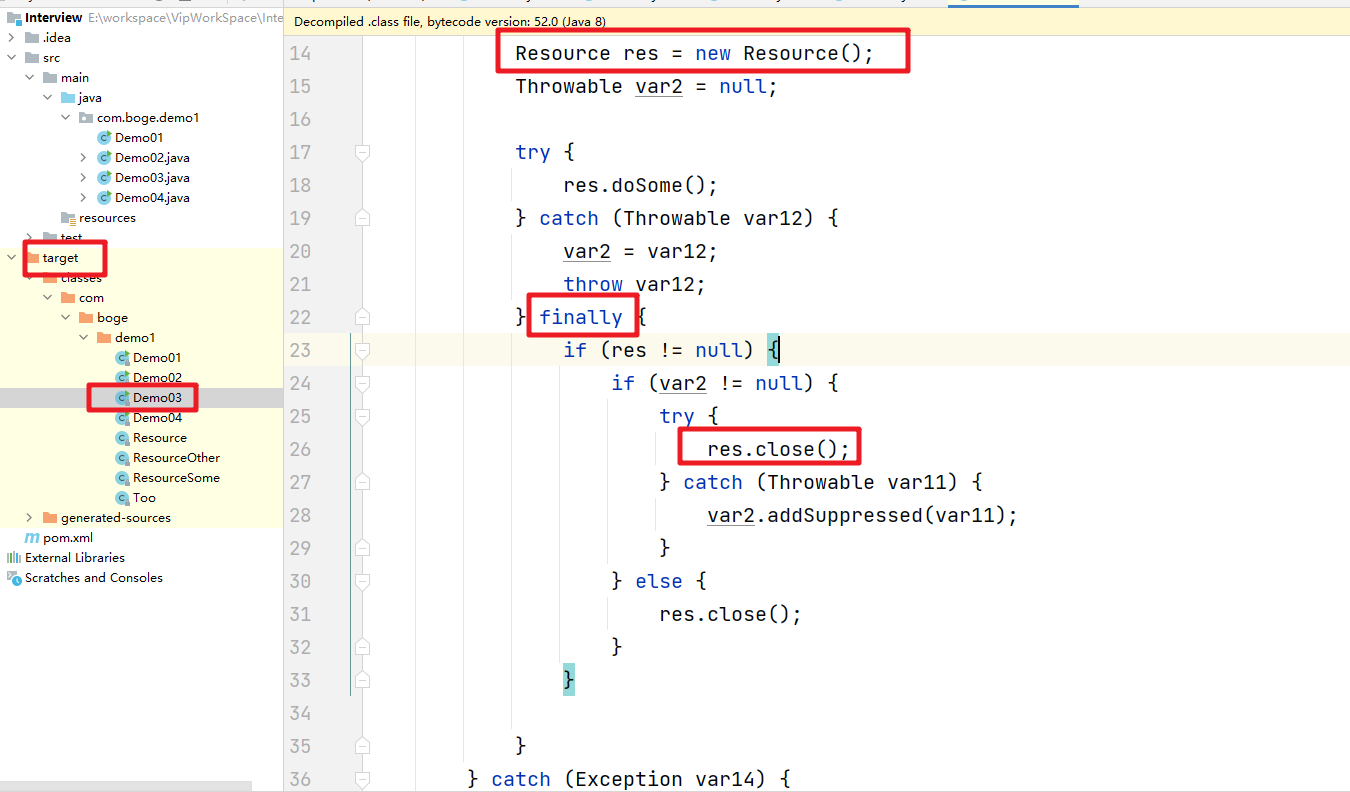 Interview E:\workspace\VipWorkSpace\Inte
.idea
src
main
java
com.boge.demo1
Demo01
Demo02.java
Demo03.java
Demo04.java
resources
test
target
classes
com
boge
demo1
Demo01
Demo02
Demo03
Demo04
Resource
ResourceOther
ResourceSome
Too
generated-sources
pom.xml
External Libraries
Scratches and Consoles
Decompiled .class file, bytecode version: 52.0 (Java 8)
14 Resource res = new Resource();
15 Throwable var2 = null;
16
17 try {
18 res.doSome();
19 } catch (Throwable var12) {
20 var2 = var12;
21 throw var12;
22 } finally {
23 if (res != null) {
24 if (var2 != null) {
25 try {
26 res.close();
27 } catch (Throwable var11) {
28 var2.addSuppressed(var11);
29 }
30 } else {
31 res.close();
32 }
33 }
34
35 }
36 } catch (Exception var14) {